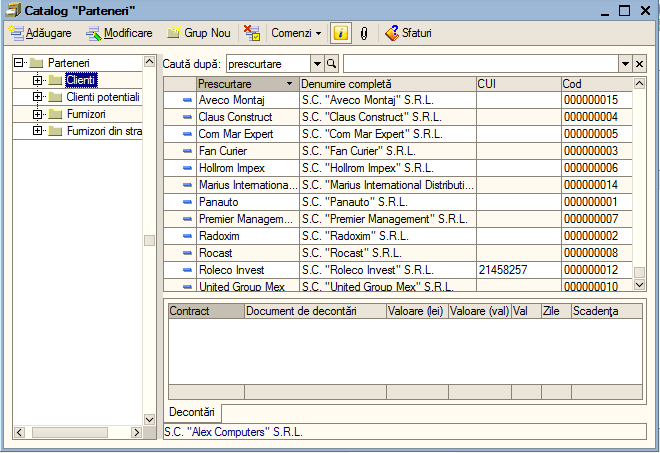 Catalog "Parteneri"
Adăugare Modificare Grup Nou Comenzi Sfaturi
Parteneri
Clienti
Clienti potentiali
Furnizori
Furnizori din stra
Caută după: prescurtare
Prescurtare Denumire completă CUI Cod
Aveco Montaj S.C. "Aveco Montaj" S.R.L. 000000015
Claus Construct S.C. "Claus Construct" S.R.L. 000000004
Com Mar Expert S.C. "Com Mar Expert" S.R.L. 000000005
Fan Curier S.C. "Fan Curier" S.R.L. 000000003
Hollrom Impex S.C. "Hollrom Impex" S.R.L. 000000006
Marius Internationa... S.C. "Marius International Distributi... 000000014
Panauto S.C. "Panauto" S.R.L. 000000001
Premier Managem... S.C. "Premier Management" S.R.L. 000000007
Radoxim S.C. "Radoxim" S.R.L. 000000002
Rocast S.C. "Rocast" S.R.L. 000000008
Roleco Invest S.C. "Roleco Invest" S.R.L. 21458257 000000012
United Group Mex S.C. "United Group Mex" S.R.L. 000000010
Contract Document de decontări Valoare (lei) Valoare (val) Val Zile Scadenţa
Decontări
S.C. "Alex Computers" S.R.L.